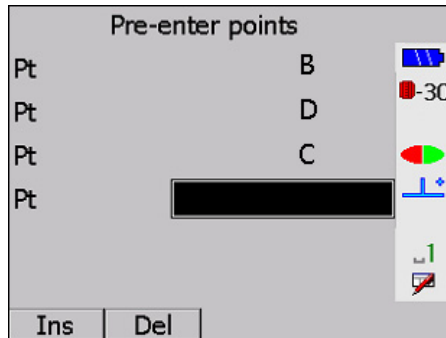 Pre-enter points
Pt B
-30
Pt D
Pt C
Pt
1
Ins Del